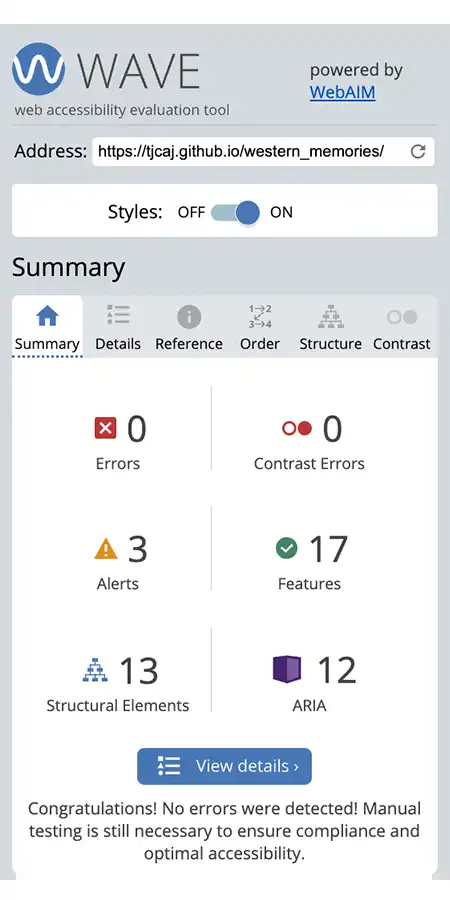 WAVE
web accessibility evaluation tool
powered by
WebAIM
Address: https://tjcaj.github.io/western_memories/
Styles: OFF ON
Summary
Summary Details Reference Order Structure Contrast
0
Errors
0
Contrast Errors
3
Alerts
17
Features
13
Structural Elements
12
ARIA
View details ›
Congratulations! No errors were detected! Manual
testing is still necessary to ensure compliance and
optimal accessibility.